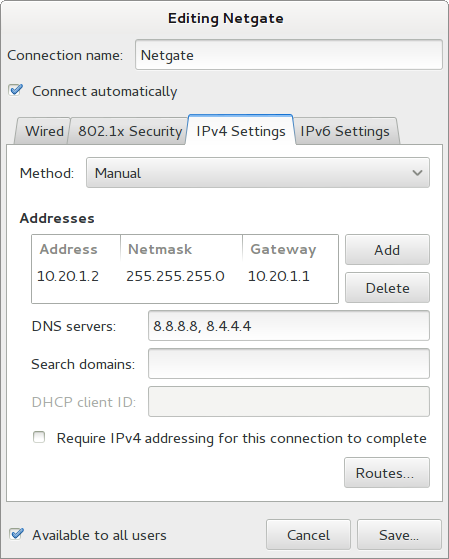 Editing Netgate
Connection name: Netgate
Connect automatically
Wired 802.1x Security IPv4 Settings IPv6 Settings
Method: Manual
Addresses
Address Netmask Gateway
10.20.1.2 255.255.255.0 10.20.1.1
Add
Delete
DNS servers: 8.8.8.8, 8.4.4.4
Search domains:
DHCP client ID:
Require IPv4 addressing for this connection to complete
Routes...
Available to all users
Cancel
Save...